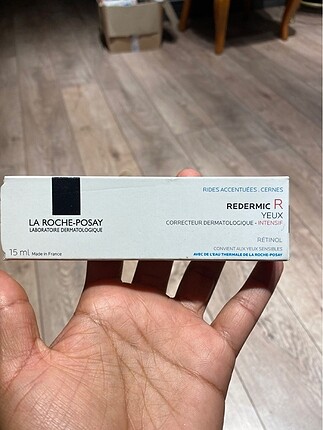 RIDES ACCENTUÉES . CERNES
REDERMIC R
YEUX
CORRECTEUR DERMATOLOGIQUE - INTENSIF
LA ROCHE-POSAY
LABORATOIRE DERMATOLOGIQUE
RÉTINOL
CONVIENT AUX YEUX SENSIBLES
AVEC DE L'EAU THERMALE DE LA ROCHE-POSAY
15 ml Made in France